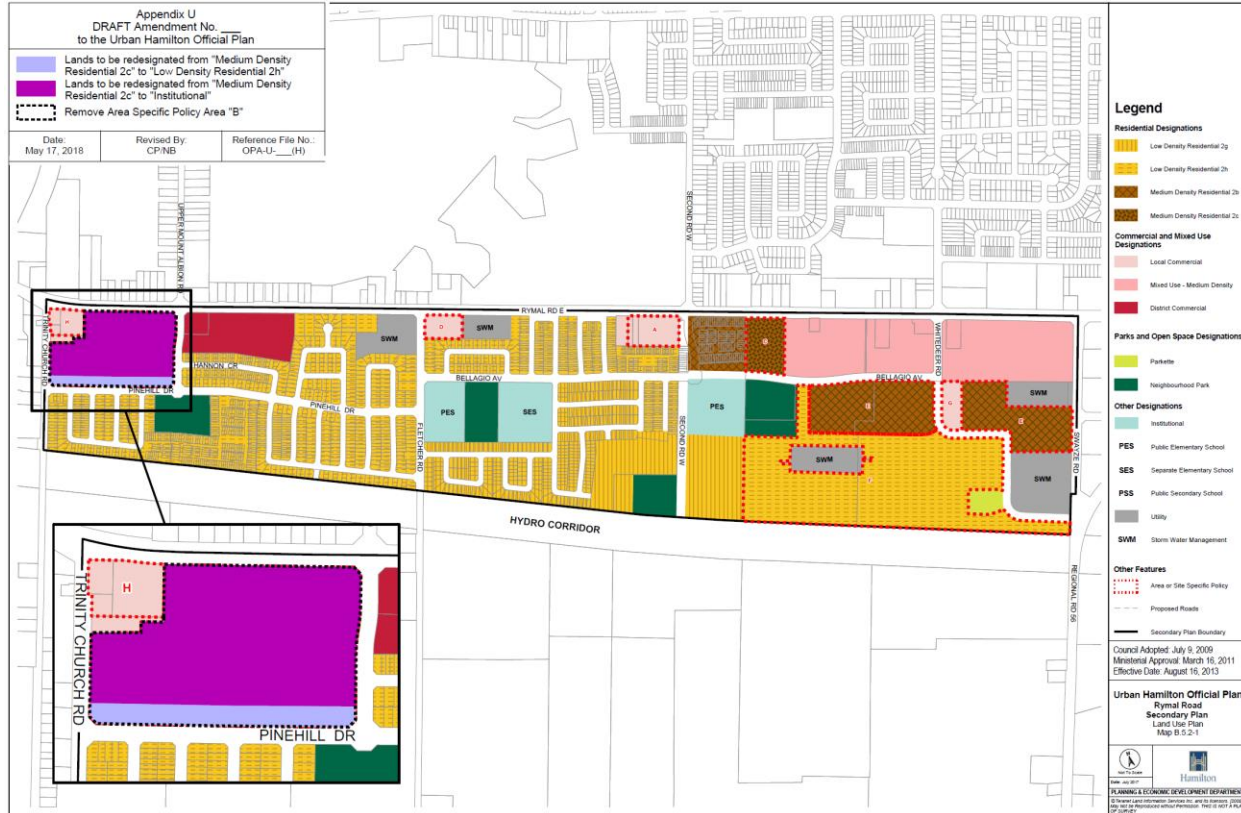 Appendix U
DRAFT Amendment No. ___
to the Urban Hamilton Official Plan
Lands to be redesignated from "Medium Density
Residential 2c" to "Low Density Residential 2h"
Lands to be redesignated from "Medium Density
Residential 2c" to "Institutional"
Remove Area Specific Policy Area "B"
Date:
May 17, 2018
Revised By:
CP/NB
Reference File No.:
OPA-U-___(H)
UPPER MOUNT ALBION RD
SECOND RD W
RYMAL RD E
TRINITY CHURCH RD
H
SWM
D
SWM
A
WHITEDEER RD
PINEHILL DR
PINEHILL DR
BELLAGIO AV
BELLAGIO AV
PES
SES
PES
SWM
SWM
SWM
FLETCHER RD
SECOND RD W
SWAYZE RD
HYDRO CORRIDOR
REGIONAL RD 56
H
TRINITY CHURCH RD
PINEHILL DR
Legend
Residential Designations
Low Density Residential 2g
Low Density Residential 2h
Medium Density Residential 2b
Medium Density Residential 2c
Commercial and Mixed Use
Designations
Local Commercial
Mixed Use - Medium Density
District Commercial
Parks and Open Space Designations
Parkette
Neighbourhood Park
Other Designations
Institutional
PES Public Elementary School
SES Separate Elementary School
PSS Public Secondary School
Utility
SWM Storm Water Management
Other Features
Area or Site Specific Policy
Proposed Roads
Secondary Plan Boundary
Council Adopted: July 9, 2009
Ministerial Approval: March 16, 2011
Effective Date: August 16, 2013
Urban Hamilton Official Plan
Rymal Road
Secondary Plan
Land Use Plan
Map B.5.2-1
Not To Scale
Date: July 2017
Hamilton
PLANNING & ECONOMIC DEVELOPMENT DEPARTMENT